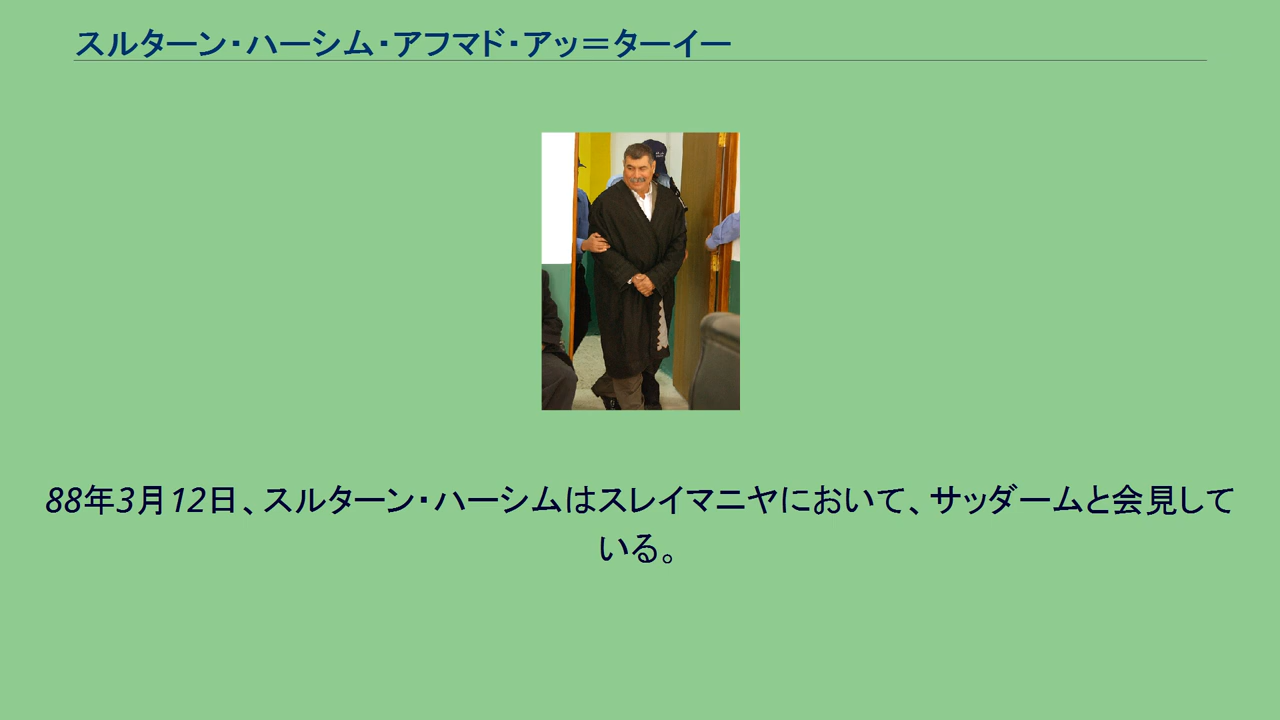 スルターン・ハーシム・アフマド・アッ＝ターイー
88年3月12日、スルターン・ハーシムはスレイマニヤにおいて、サッダームと会見して
いる。